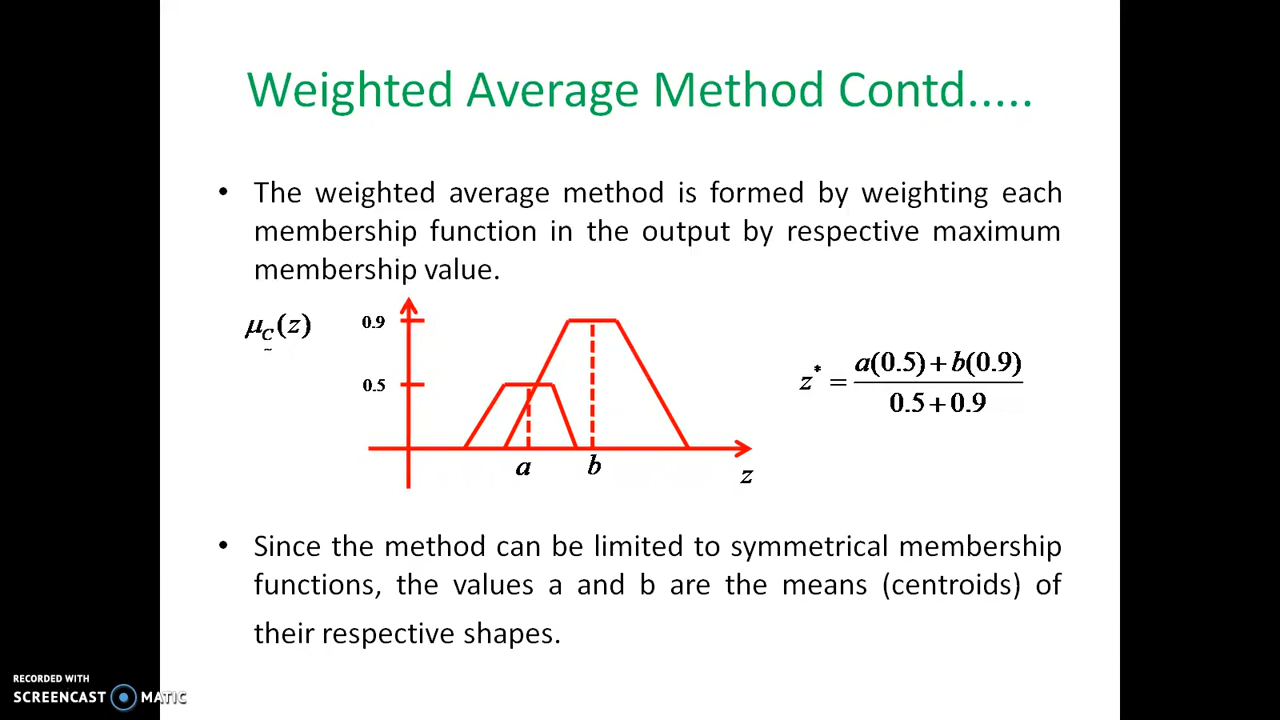 Weighted Average Method Contd.....
• The weighted average method is formed by weighting each
membership function in the output by respective maximum
membership value.
μ_C̰(z)
0.9
0.5
a
b
z
z* = (a(0.5) + b(0.9)) / (0.5 + 0.9)
• Since the method can be limited to symmetrical membership
functions, the values a and b are the means (centroids) of
their respective shapes.
RECORDED WITH
SCREENCAST MATIC